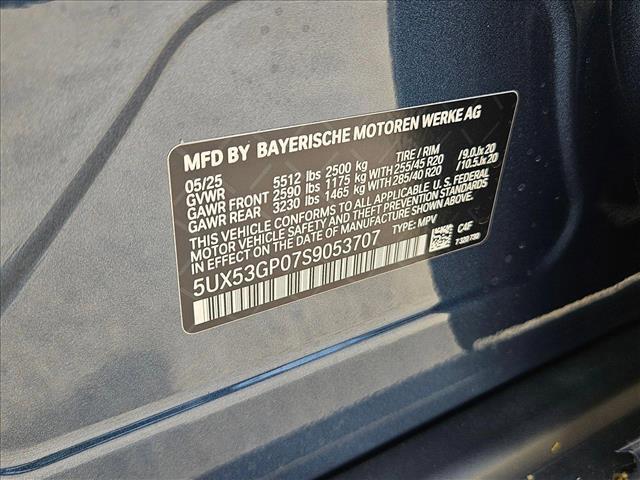 MFD BY BAYERISCHE MOTOREN WERKE AG
05/25
GVWR 5512 lbs 2500 kg TIRE / RIM
GAWR FRONT 2590 lbs 1175 kg WITH 255/45 R20 /9.0Jx20
GAWR REAR 3230 lbs 1465 kg WITH 285/40 R20 /10.5Jx20
THIS VEHICLE CONFORMS TO ALL APPLICABLE U.S. FEDERAL
MOTOR VEHICLE SAFETY STANDARDS IN EFFECT ON THE
DATE OF MANUFACTURE SHOWN ABOVE.
5UX53GP07S9053707 TYPE: MPV
C4F